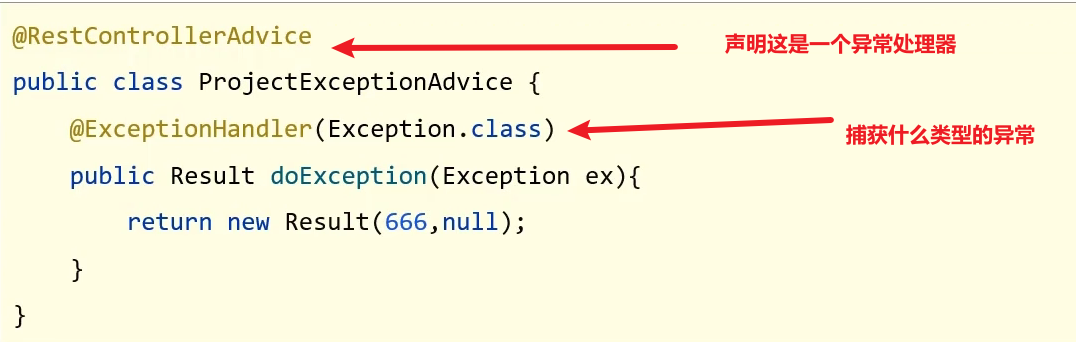 @RestControllerAdvice
声明这是一个异常处理器
public class ProjectExceptionAdvice {
@ExceptionHandler(Exception.class)
捕获什么类型的异常
public Result doException(Exception ex){
return new Result(666,null);
}
}